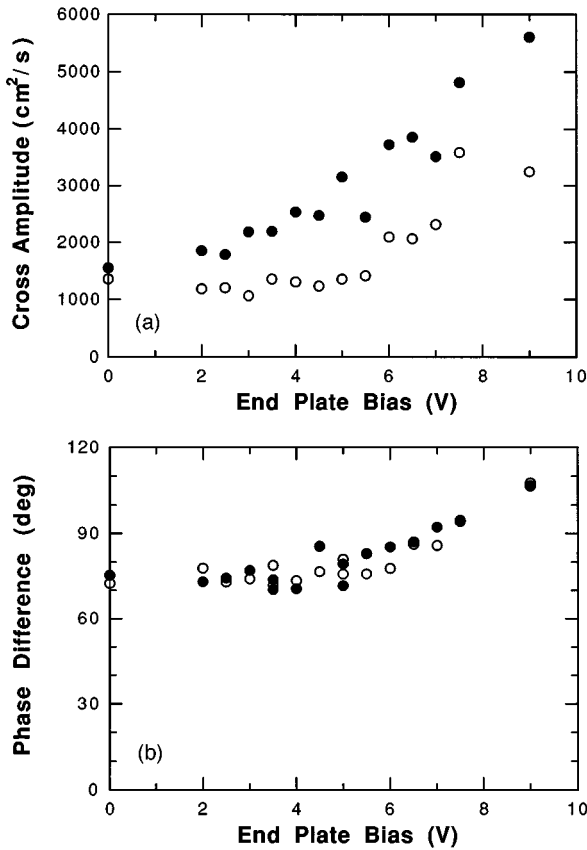 6000
5000
4000
3000
2000
1000
0
Cross Amplitude (cm²/s)
(a)
0 2 4 6 8 10
End Plate Bias (V)
120
90
60
30
0
Phase Difference (deg)
(b)
0 2 4 6 8 10
End Plate Bias (V)